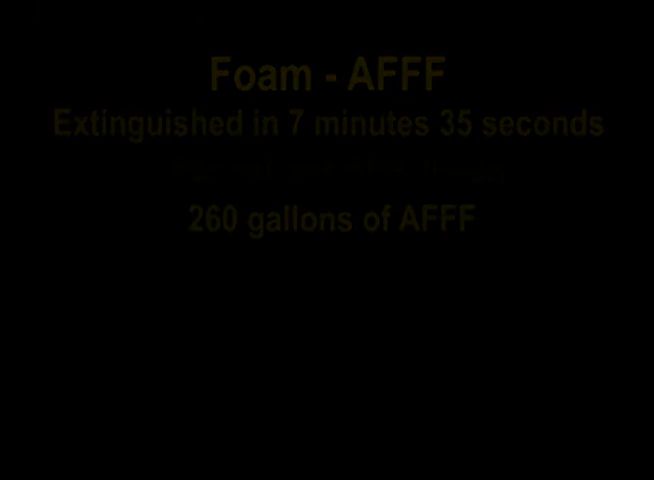 Foam - AFFF
Extinguished in 7 minutes 35 seconds
260 gallons of AFFF